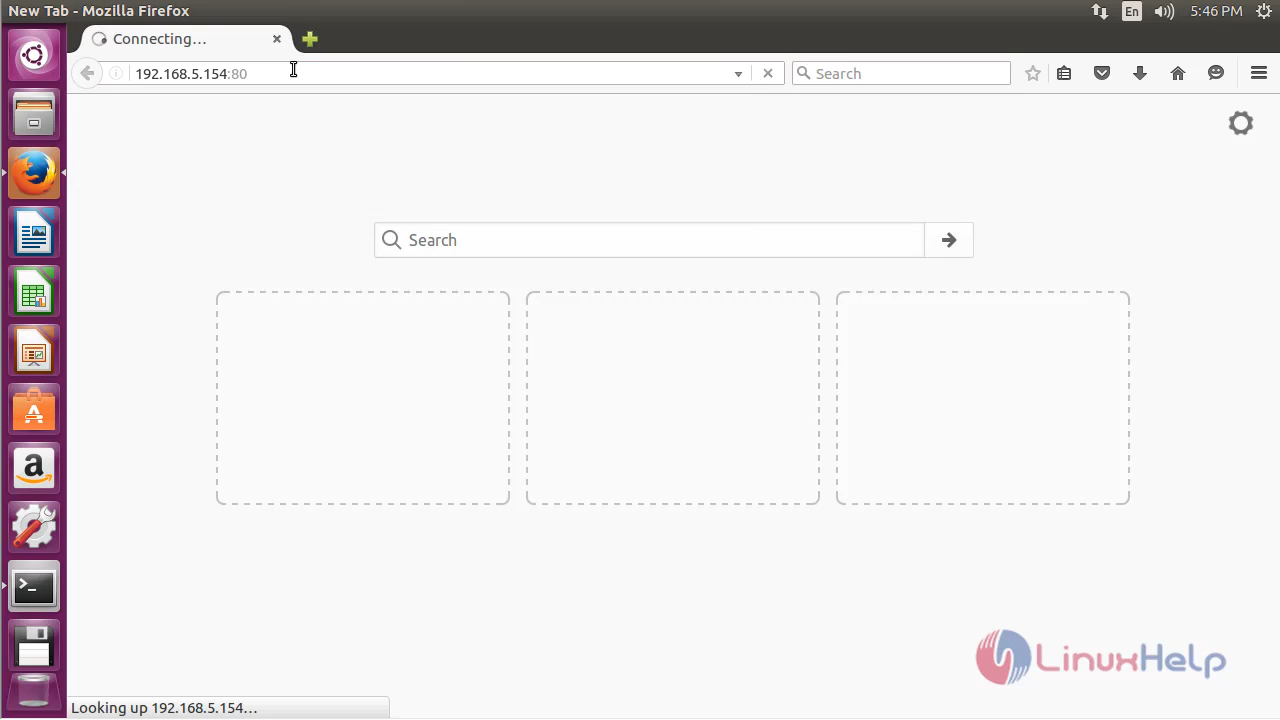 New Tab - Mozilla Firefox
En
5:46 PM
Connecting...
192.168.5.154:80
Search
Search
Looking up 192.168.5.154...
LinuxHelp